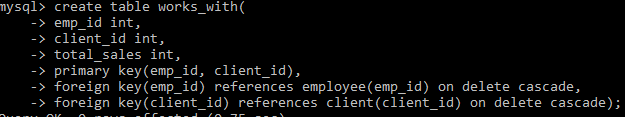 mysql> create table works_with(
    -> emp_id int,
    -> client_id int,
    -> total_sales int,
    -> primary key(emp_id, client_id),
    -> foreign key(emp_id) references employee(emp_id) on delete cascade,
    -> foreign key(client_id) references client(client_id) on delete cascade);
Query OK, 0 rows affected (0.75 sec)